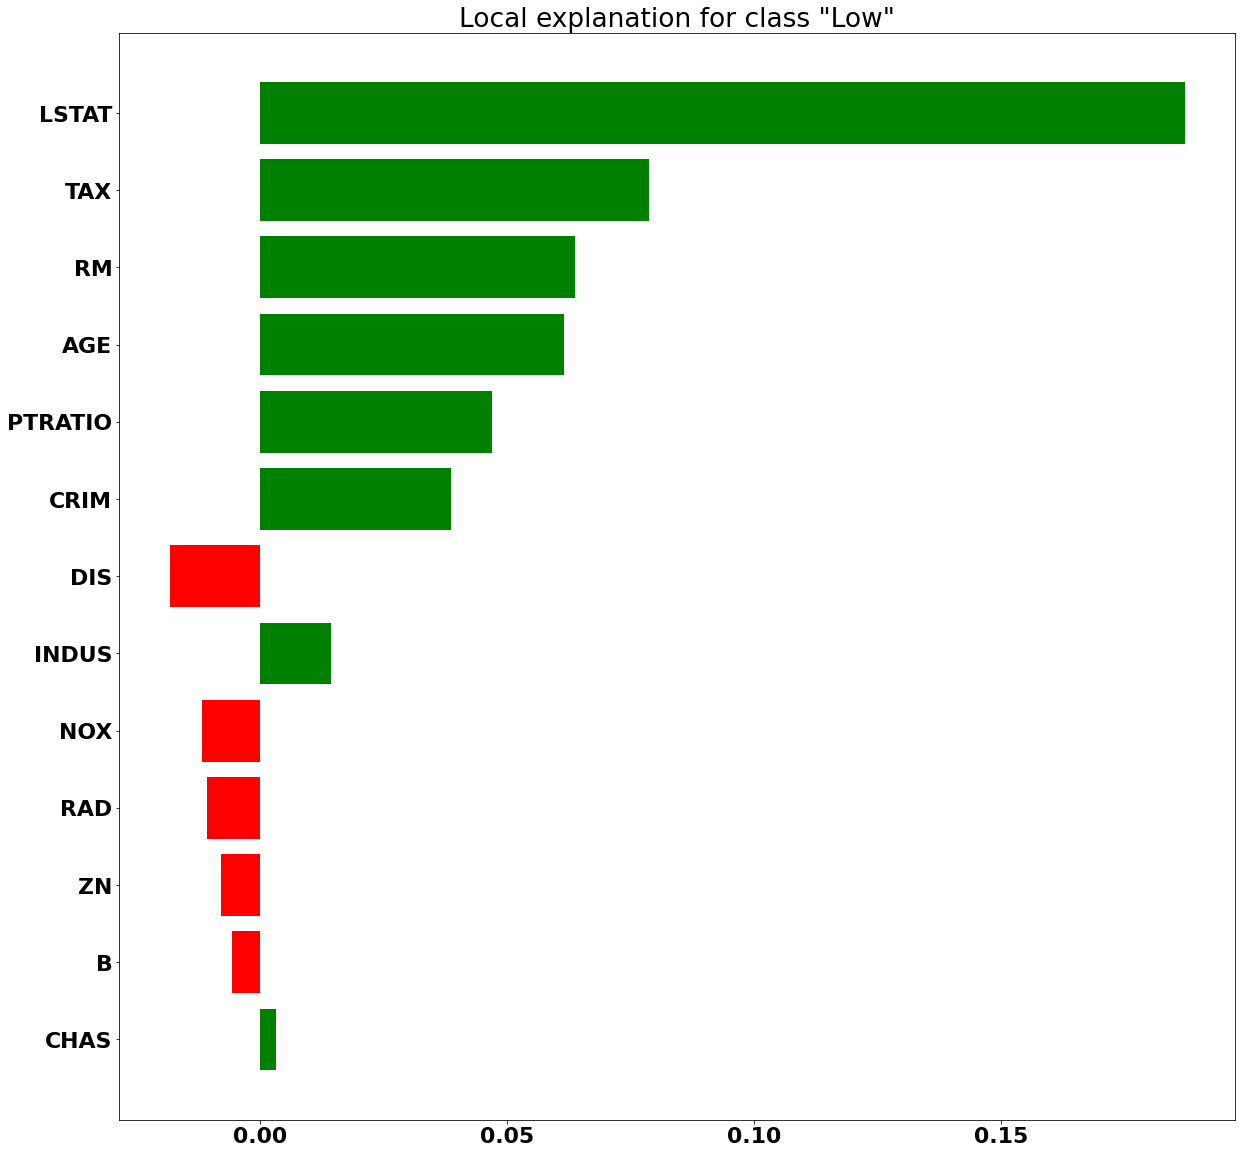 Local explanation for class "Low"
LSTAT
TAX
RM
AGE
PTRATIO
CRIM
DIS
INDUS
NOX
RAD
ZN
B
CHAS
0.00 0.05 0.10 0.15